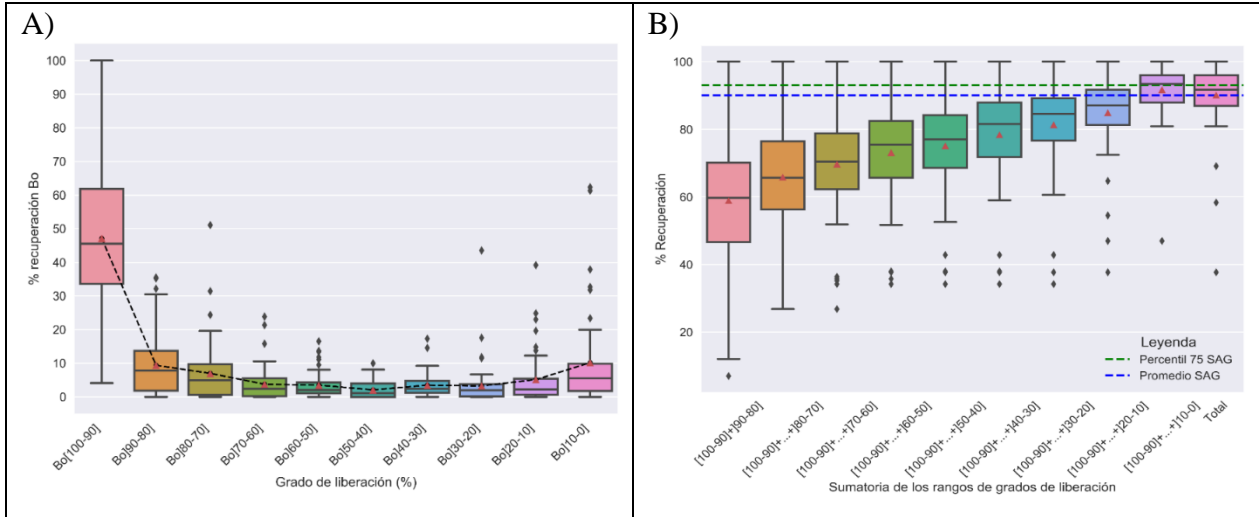 A)
% recuperación Bo
100
90
80
70
60
50
40
30
20
10
0
Bo[100-90]
Bo]90-80]
Bo]80-70]
Bo]70-60]
Bo]60-50]
Bo]50-40]
Bo]40-30]
Bo]30-20]
Bo]20-10]
Bo]10-0]
Grado de liberación (%)
B)
% Recuperación
100
80
60
40
20
Leyenda
Percentil 75 SAG
Promedio SAG
[100-90]+]90-80]
[100-90]+...+]80-70]
[100-90]+...+]70-60]
[100-90]+...+]60-50]
[100-90]+...+]50-40]
[100-90]+...+]40-30]
[100-90]+...+]30-20]
[100-90]+...+]20-10]
[100-90]+...+]10-0]
Total
Sumatoria de los rangos de grados de liberación